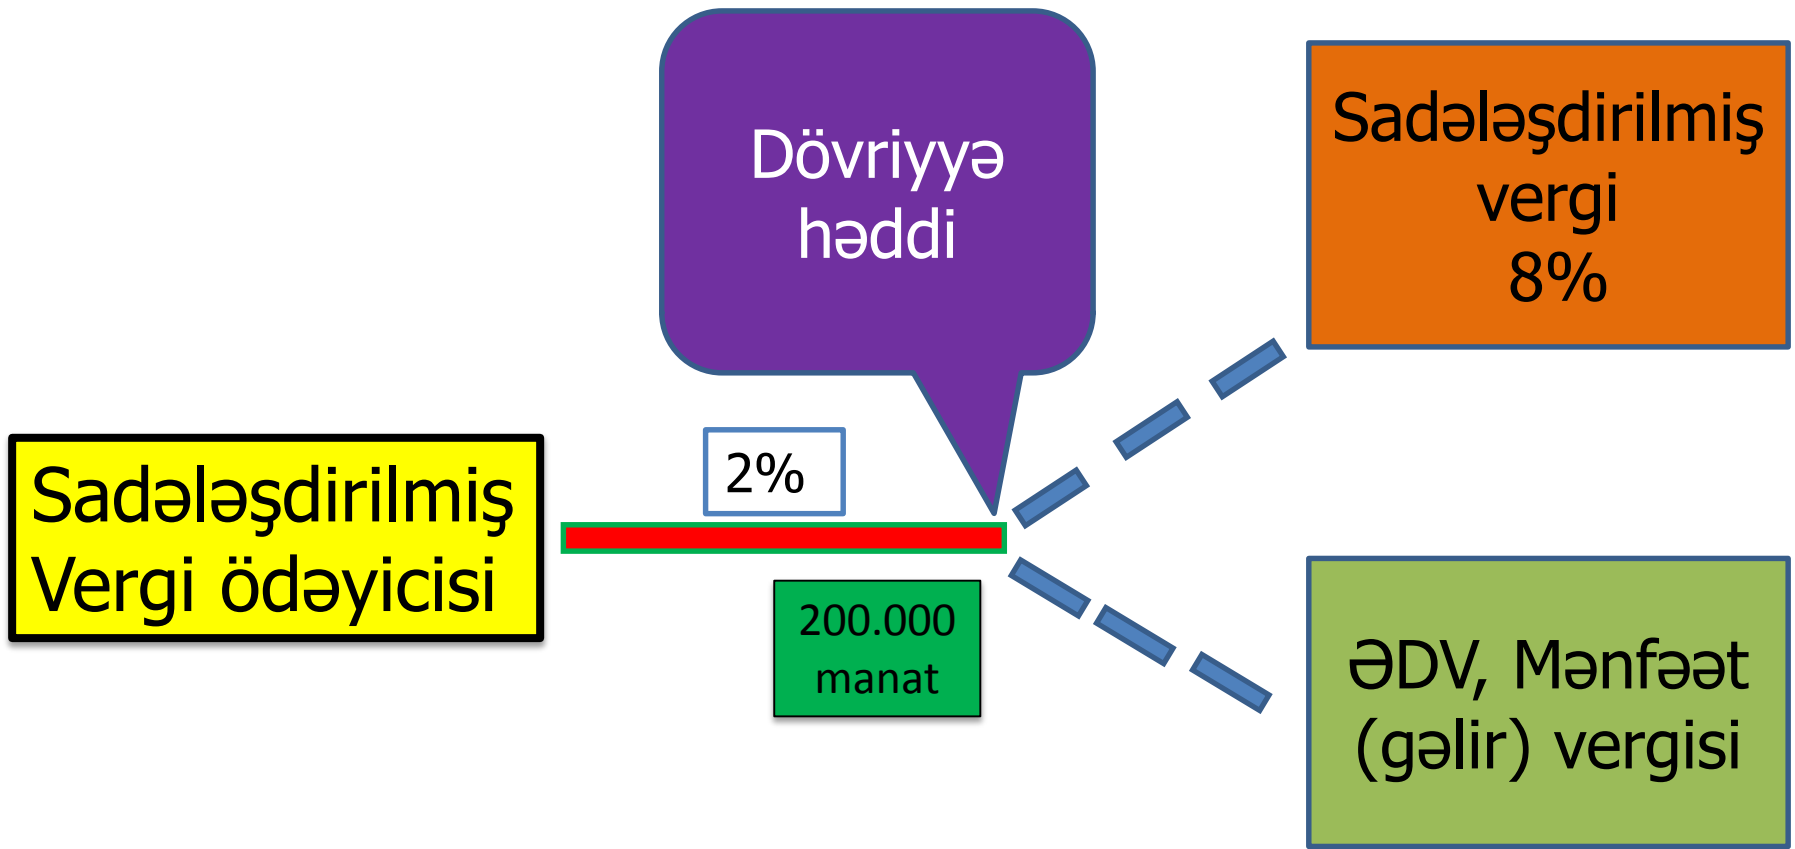 Dövriyyə
həddi
Sadələşdirilmiş
vergi
8%
2%
Sadələşdirilmiş
Vergi ödəyicisi
200.000
manat
ƏDV, Mənfəət
(gəlir) vergisi